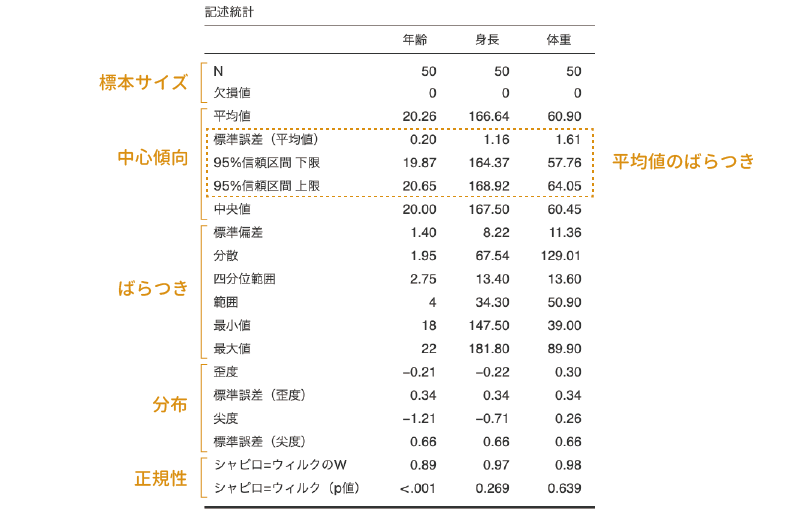 記述統計
年齢 身長 体重
標本サイズ
N 50 50 50
欠損値 0 0 0
中心傾向
平均値 20.26 166.64 60.90
標準誤差（平均値） 0.20 1.16 1.61
95%信頼区間 下限 19.87 164.37 57.76
95%信頼区間 上限 20.65 168.92 64.05
平均値のばらつき
中央値 20.00 167.50 60.45
ばらつき
標準偏差 1.40 8.22 11.36
分散 1.95 67.54 129.01
四分位範囲 2.75 13.40 13.60
範囲 4 34.30 50.90
最小値 18 147.50 39.00
最大値 22 181.80 89.90
分布
歪度 −0.21 −0.22 0.30
標準誤差（歪度） 0.34 0.34 0.34
尖度 −1.21 −0.71 0.26
標準誤差（尖度） 0.66 0.66 0.66
正規性
シャピロ=ウィルクのW 0.89 0.97 0.98
シャピロ=ウィルク（p値） <.001 0.269 0.639